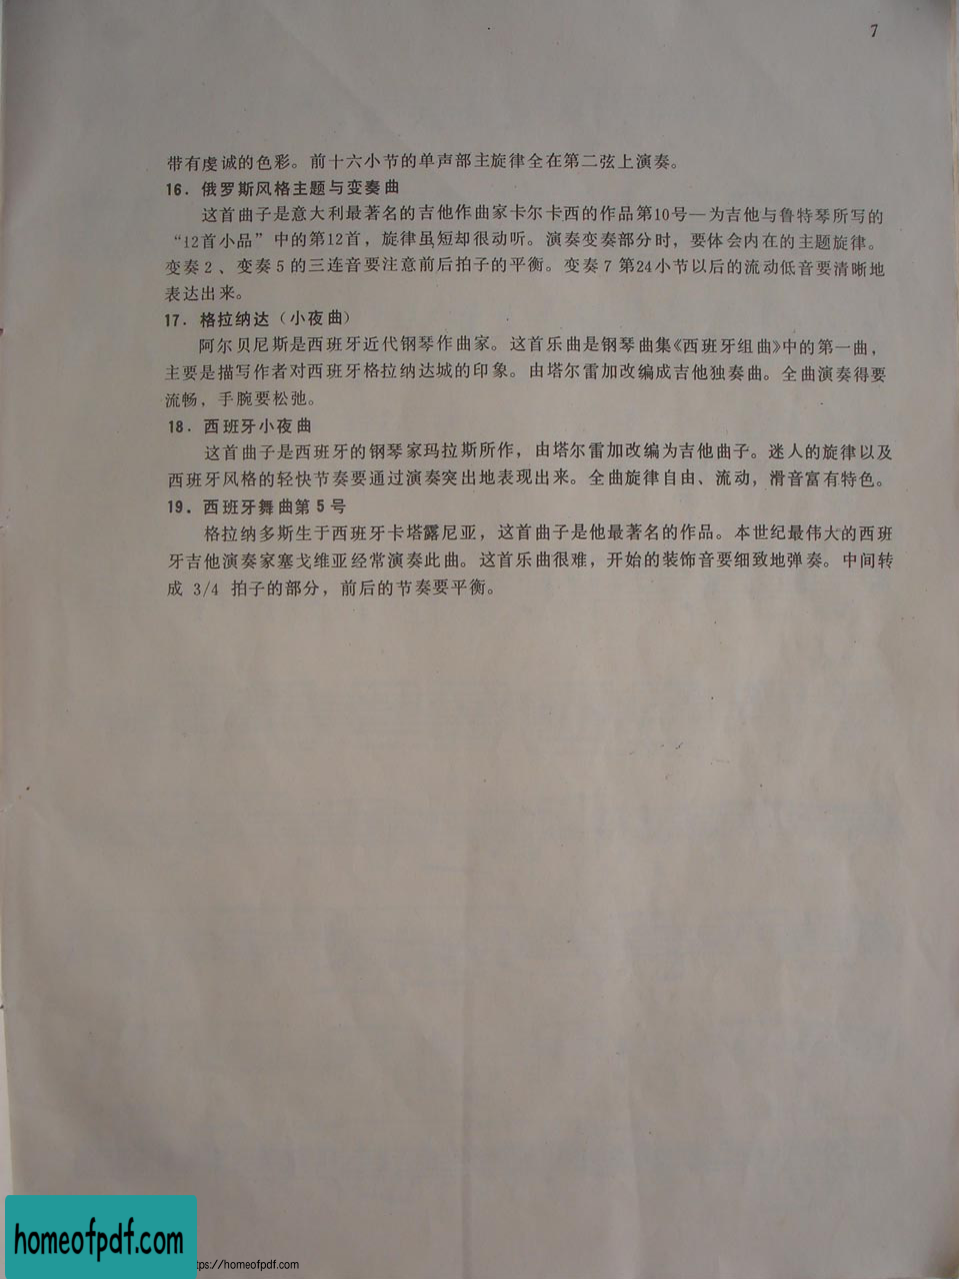 7
带有虔诚的色彩。前十六小节的单声部主旋律全在第二弦上演奏。
16．俄罗斯风格主题与变奏曲
这首曲子是意大利最著名的吉他作曲家卡尔卡西的作品第10号—为吉他与鲁特琴所写的
“12首小品”中的第12首，旋律虽短却很动听。演奏变奏部分时，要体会内在的主题旋律。
变奏2、变奏5的三连音要注意前后拍子的平衡。变奏7第24小节以后的流动低音要清晰地
表达出来。
17．格拉纳达（小夜曲）
阿尔贝尼斯是西班牙近代钢琴作曲家。这首乐曲是钢琴曲集《西班牙组曲》中的第一曲，
主要是描写作者对西班牙格拉纳达城的印象。由塔尔雷加改编成吉他独奏曲。全曲演奏得要
流畅，手腕要松弛。
18．西班牙小夜曲
这首曲子是西班牙的钢琴家玛拉斯所作，由塔尔雷加改编为吉他曲子。迷人的旋律以及
西班牙风格的轻快节奏要通过演奏突出地表现出来。全曲旋律自由、流动，滑音富有特色。
19．西班牙舞曲第5号
格拉纳多斯生于西班牙卡塔露尼亚，这首曲子是他最著名的作品。本世纪最伟大的西班
牙吉他演奏家塞戈维亚经常演奏此曲。这首乐曲很难，开始的装饰音要细致地弹奏。中间转
成 3/4 拍子的部分，前后的节奏要平衡。
homeofpdf.com
tps://homeofpdf.com